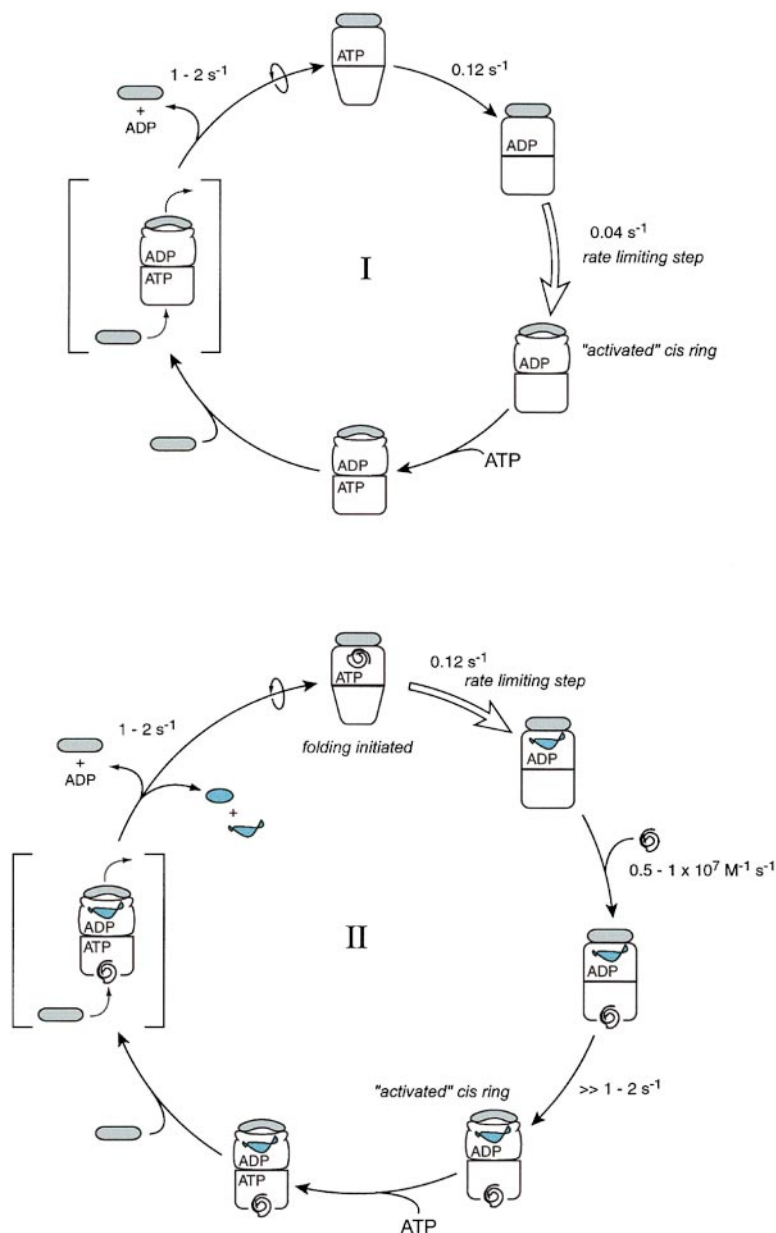 ATP
1 - 2 s⁻¹
0.12 s⁻¹
+
ADP
ADP
0.04 s⁻¹
rate limiting step
ADP
ATP
I
"activated" cis ring
ADP
ADP
ATP
ATP
0.12 s⁻¹
rate limiting step
ATP
1 - 2 s⁻¹
folding initiated
+
ADP
ADP
+
0.5 - 1 x 10⁷ M⁻¹ s⁻¹
ADP
ATP
II
ADP
"activated" cis ring
>> 1 - 2 s⁻¹
ADP
ATP
ADP
ATP